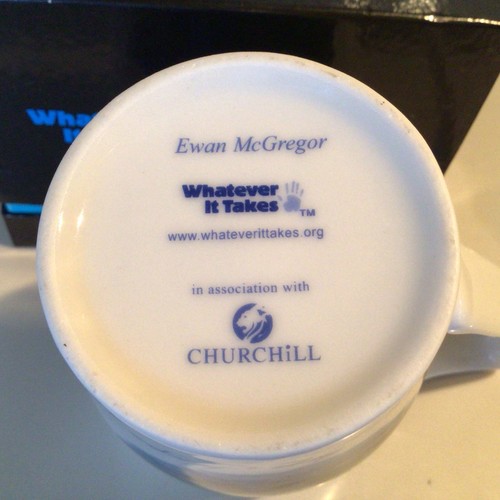 Ewan McGregor
Whatever
It Takes TM
www.whateverittakes.org
in association with
CHURCHiLL